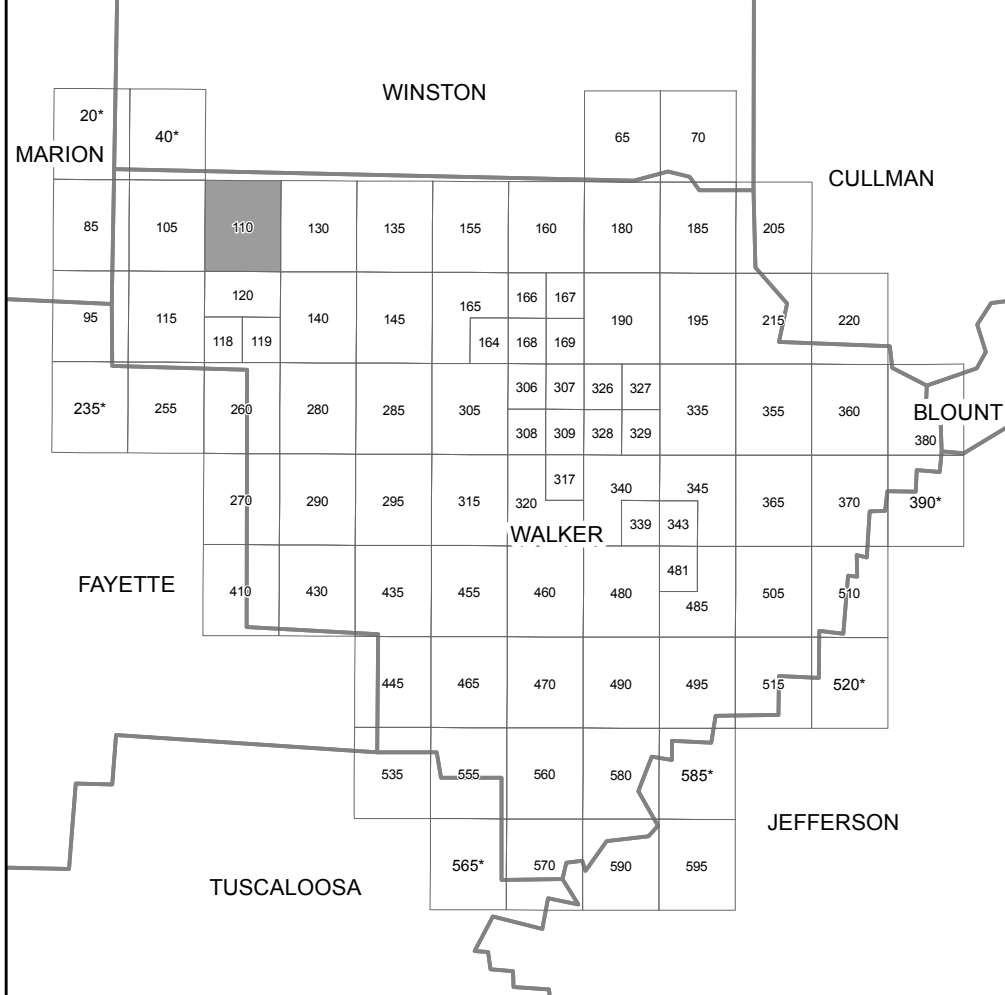 WINSTON
20*
40*
65 70
MARION
CULLMAN
85 105 110 130 135 155 160 180 185 205
120 166 167
95 115 140 145 165 190 195 215 220
118 119 164 168 169
306 307 326 327
235* 255 260 280 285 305 335 355 360 BLOUNT
308 309 328 329 380
317
270 290 295 315 320 340 345 365 370 390*
339 343
WALKER
481
FAYETTE 410 430 435 455 460 480 485 505 510
445 465 470 490 495 515 520*
535 555 560 580 585*
JEFFERSON
565* 570 590 595
TUSCALOOSA